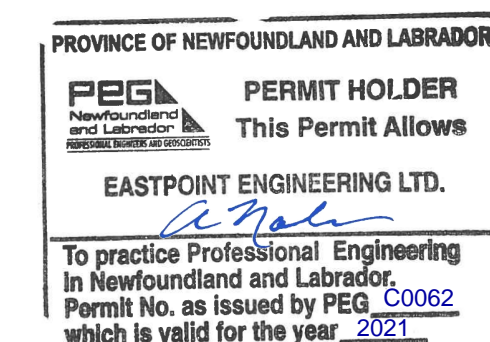 PROVINCE OF NEWFOUNDLAND AND LABRADOR
PEG
Newfoundland
and Labrador
PROFESSIONAL ENGINEERS AND GEOSCIENTISTS
PERMIT HOLDER
This Permit Allows
EASTPOINT ENGINEERING LTD.
To practice Professional Engineering
in Newfoundland and Labrador.
Permit No. as issued by PEG C0062
which is valid for the year 2021